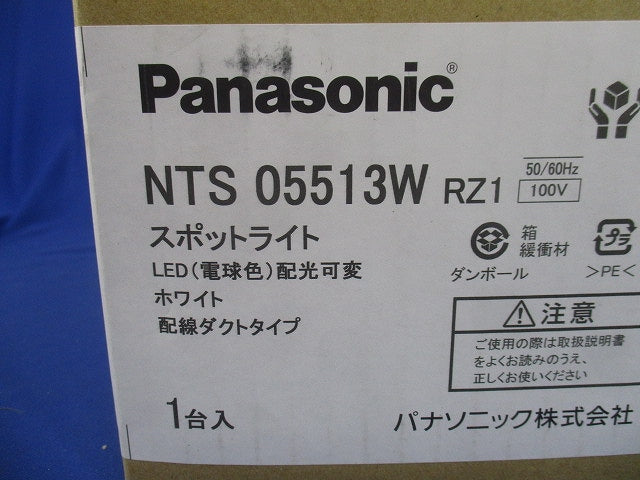 Panasonic®
NTS 05513W RZ1
50/60Hz
100V
スポットライト
LED(電球色)配光可変
ホワイト
配線ダクトタイプ
1台入
箱
緩衝材
ダンボール
プラ
>PE<
注意
ご使用の際は取扱説明書
をよくお読みのうえ、
正しくお使いください
パナソニック株式会社